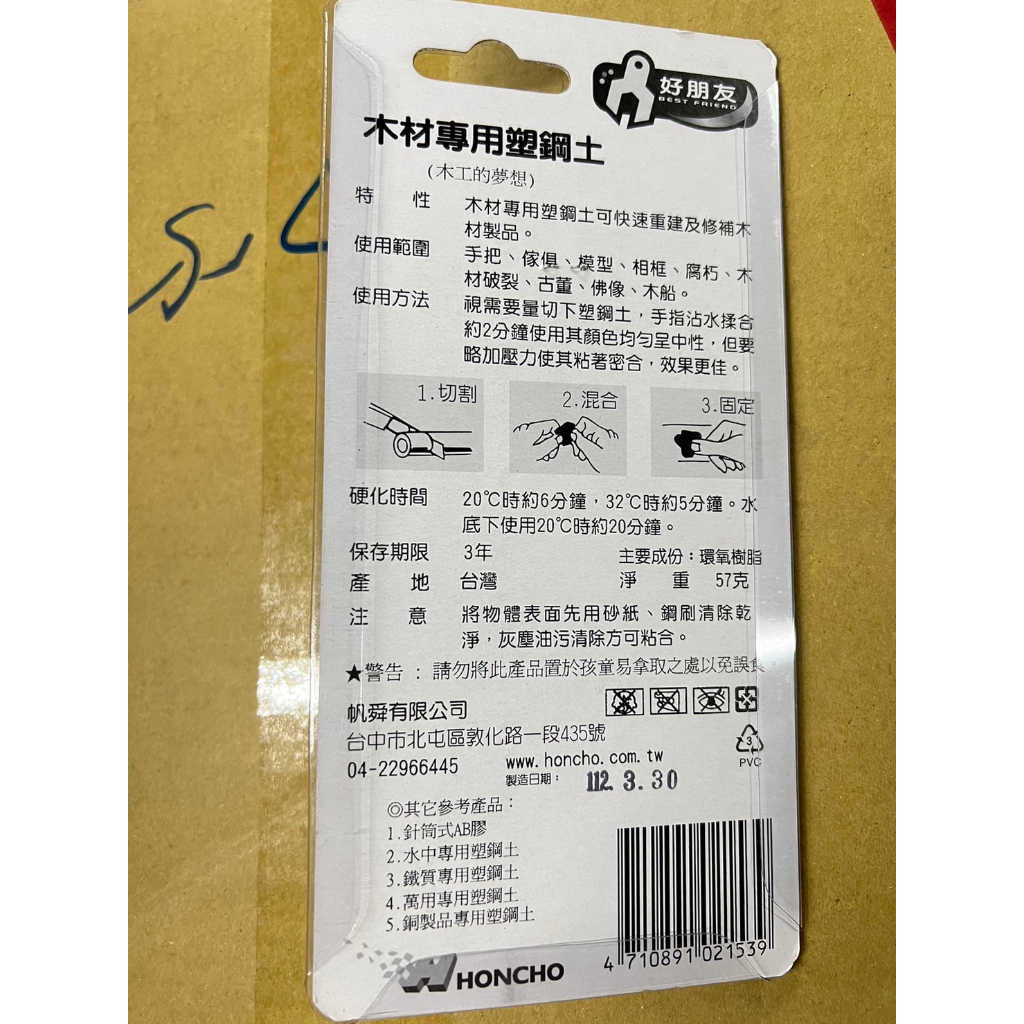 好朋友
BEST FRIEND
木材專用塑鋼土
(木工的夢想)
特 性 木材專用塑鋼土可快速重建及修補木
材製品。
使用範圍 手把、傢俱、模型、相框、腐朽、木
材破裂、古董、佛像、木船。
使用方法 視需要量切下塑鋼土，手指沾水揉合
約2分鐘使用其顏色均勻呈中性，但要
略加壓力使其粘著密合，效果更佳。
1.切割 2.混合 3.固定
硬化時間 20℃時約6分鐘，32℃時約5分鐘。水
底下使用20℃時約20分鐘。
保存期限 3年 主要成份：環氧樹脂
產 地 台灣 淨 重 57克
注 意 將物體表面先用砂紙、鋼刷清除乾
淨，灰塵油污清除方可粘合。
★警告 ： 請勿將此產品置於孩童易拿取之處以免誤食。
帆舜有限公司
台中市北屯區敦化路一段435號
04-22966445 www.honcho.com.tw
製造日期： 112. 3. 30
3
PVC
◎其它參考產品：
1.針筒式AB膠
2.水中專用塑鋼土
3.鐵質專用塑鋼土
4.萬用專用塑鋼土
5.銅製品專用塑鋼土
HONCHO
4 710891 021539